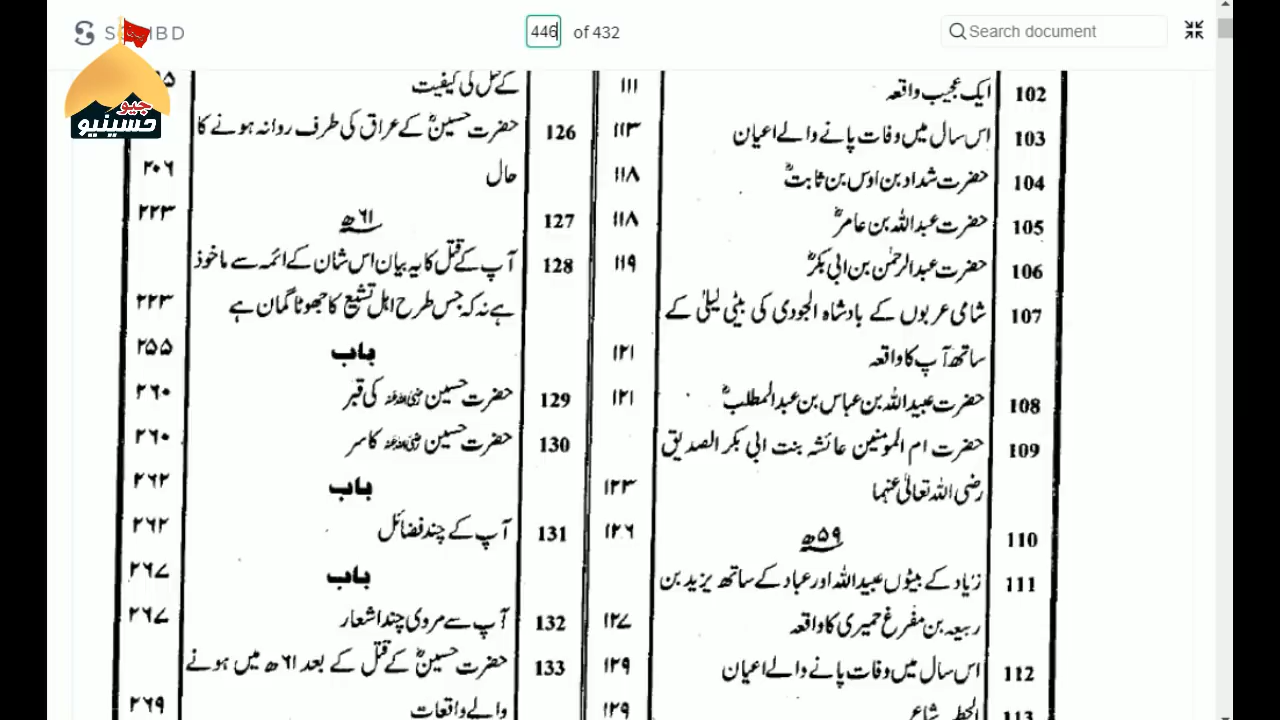 SCRIBD
446 of 432
Search document
جیو
حسینیو
102 ایک عجیب واقعہ ۱۱۱
103 اس سال میں وفات پانے والے اعیان ۱۱۳
104 حضرت شداد بن اوس بن ثابتؓ ۱۱۸
105 حضرت عبداللہ بن عامرؓ ۱۱۸
106 حضرت عبدالرحمٰن بن ابی بکرؓ ۱۱۹
107 شامی عربوں کے بادشاہ الجودی کی بیٹی لیلیٰ کے
ساتھ آپ کا واقعہ ۱۲۱
108 حضرت عبیداللہ بن عباس بن عبدالمطلبؓ ۱۲۱
109 حضرت ام المومنین عائشہ بنت ابی بکر الصدیق
رضی اللہ تعالیٰ عنہما ۱۲۳
110 ۵۹ھ ۱۲۶
111 زیاد کے بیٹوں عبیداللہ اور عباد کے ساتھ یزید بن
ربیعہ بن مفرغ حمیری کا واقعہ ۱۲۷
112 اس سال میں وفات پانے والے اعیان ۱۲۹
113 شاعر ۱۲۹
کے قتل کی کیفیت
126 حضرت حسینؓ کے عراق کی طرف روانہ ہونے کا
حال ۲۰۶
127 ۶۱ھ ۲۲۳
128 آپ کے قتل کا یہ بیان اس شان کے ائمہ سے ماخوذ
ہے نہ کہ جس طرح اہل تشیع کا جھوٹا گمان ہے ۲۲۳
باب ۲۵۵
129 حضرت حسین رضی اللہ عنہ کی قبر ۲۶۰
130 حضرت حسین رضی اللہ عنہ کا سر ۲۶۰
باب ۲۶۲
131 آپ کے چند فضائل ۲۶۲
باب ۲۶۷
132 آپ سے مروی چند اشعار ۲۶۷
133 حضرت حسینؓ کے قتل کے بعد ۶۱ھ میں ہونے
والے واقعات ۲۶۹